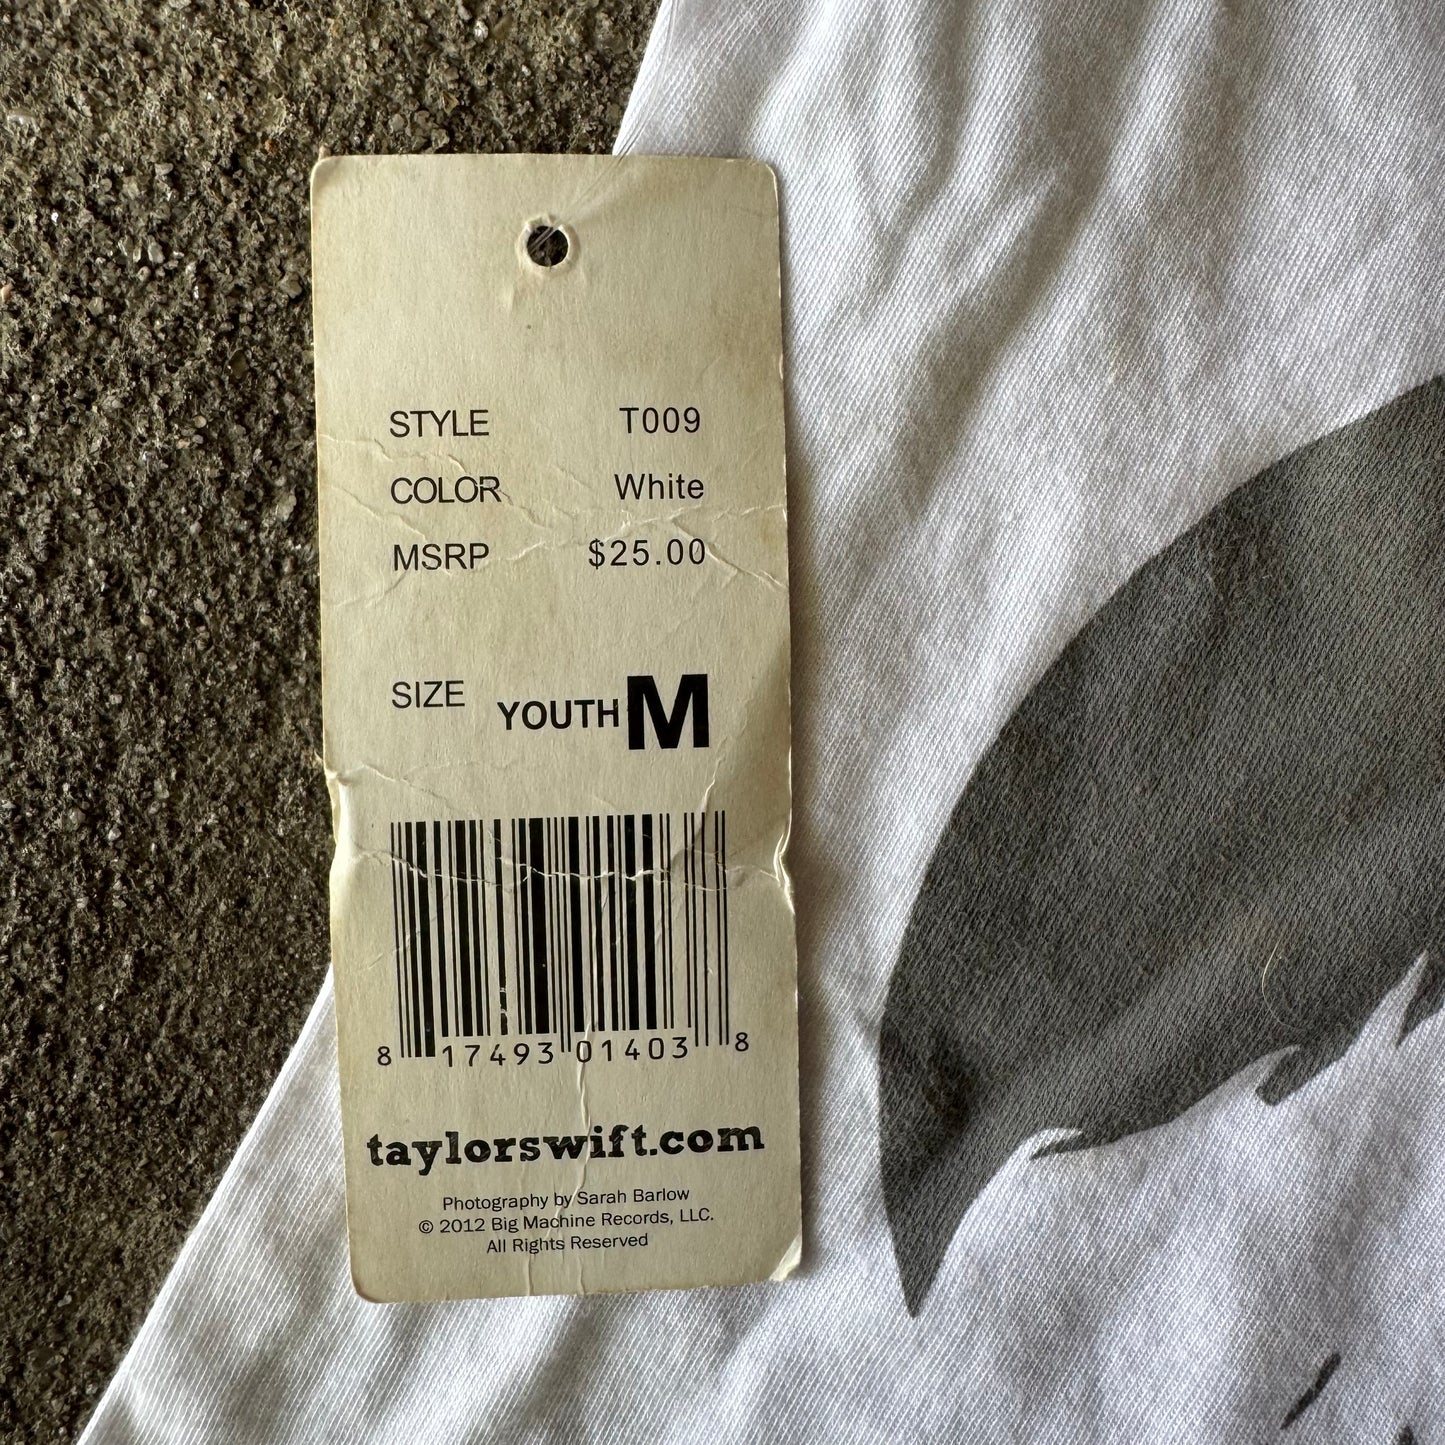 STYLE T009
COLOR White
MSRP $25.00
SIZE YOUTH M
8 17493 01403 8
taylorswift.com
Photography by Sarah Barlow
© 2012 Big Machine Records, LLC.
All Rights Reserved